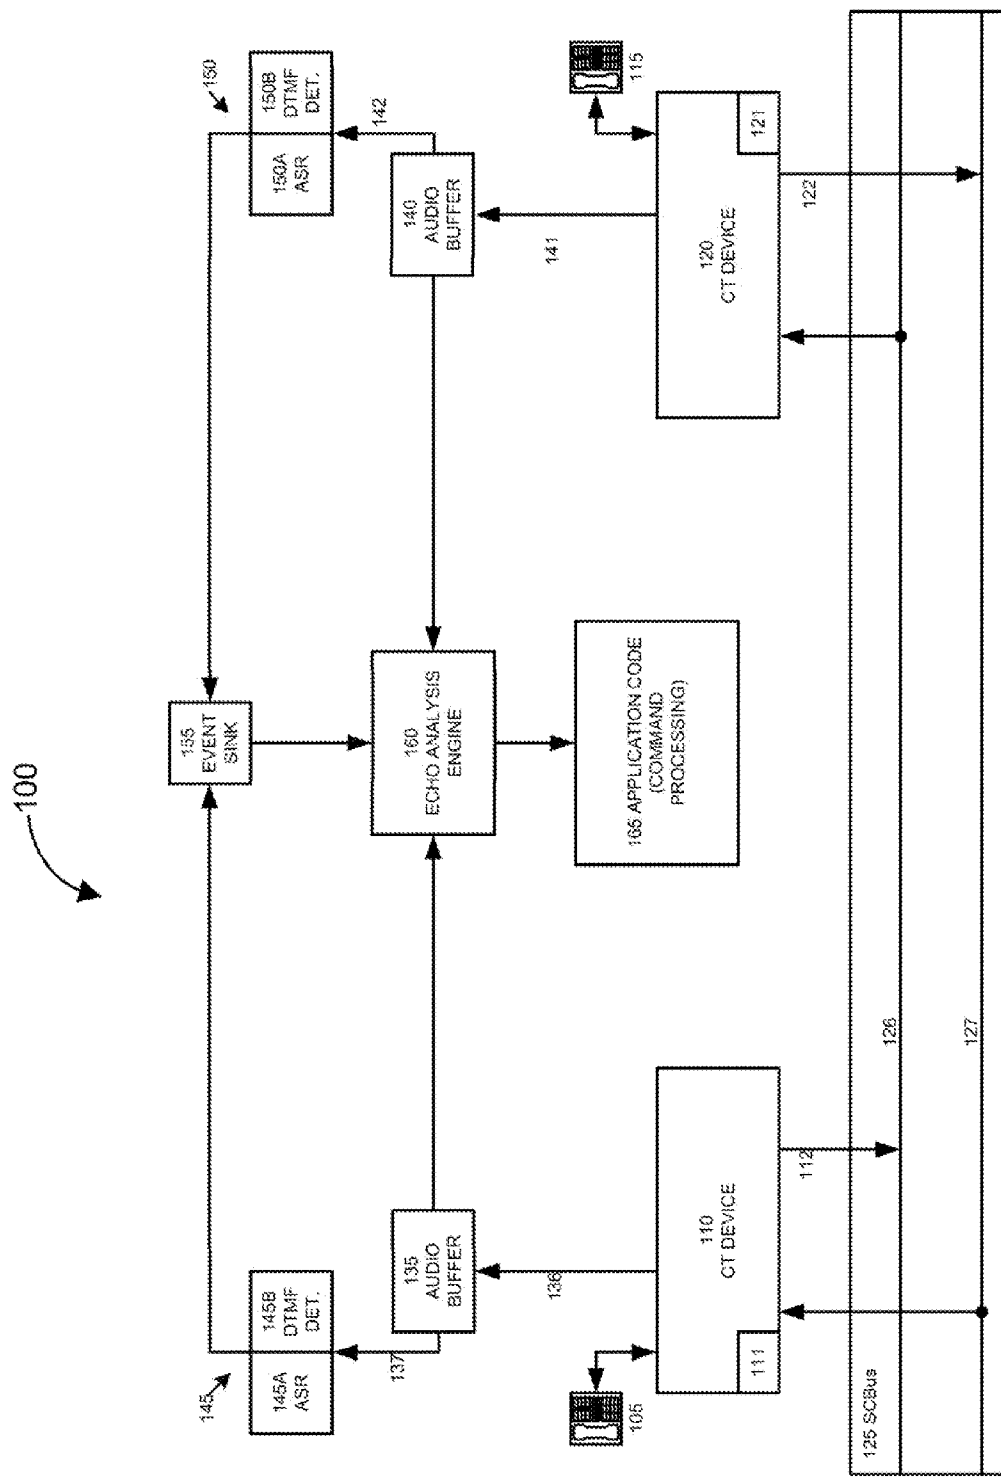 100
145
145A
ASR
145B
DTMF
DET.
150A
ASR
150B
DTMF
DET.
150
155
EVENT
SINK
137
142
135
AUDIO
BUFFER
160
ECHO ANALYSIS
ENGINE
140
AUDIO
BUFFER
136
141
165 APPLICATION CODE
(COMMAND
PROCESSING)
105
115
110
CT DEVICE
111
120
CT DEVICE
121
112
122
125 SCBus
126
127